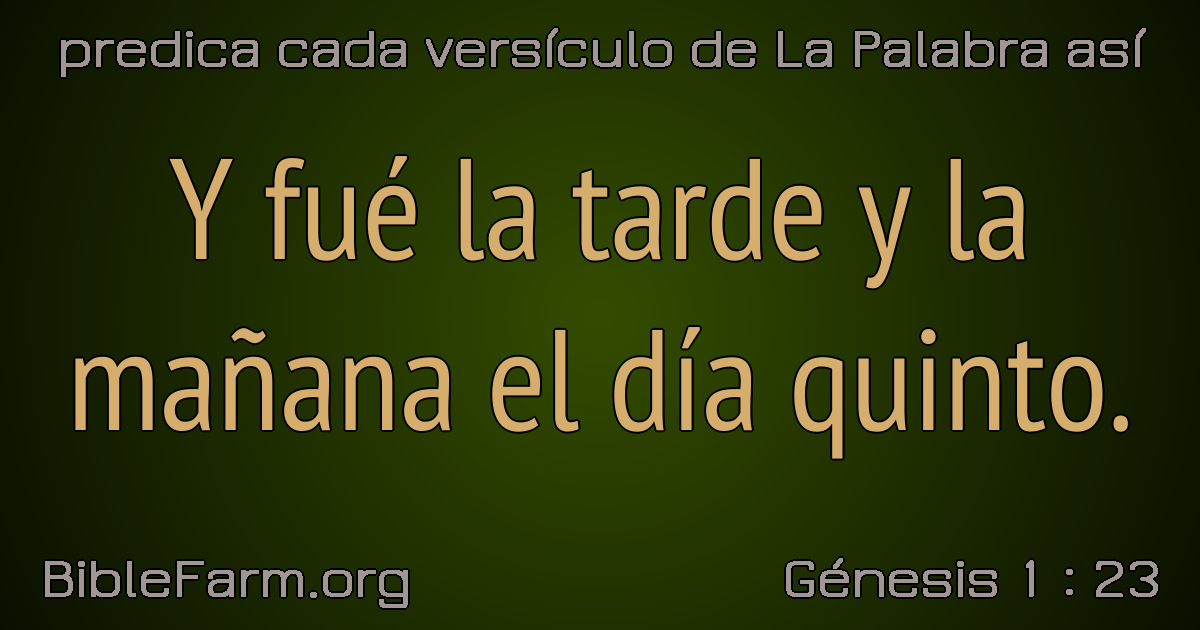 predica cada versículo de La Palabra así
Y fué la tarde y la
mañana el día quinto.
BibleFarm.org
Génesis 1 : 23